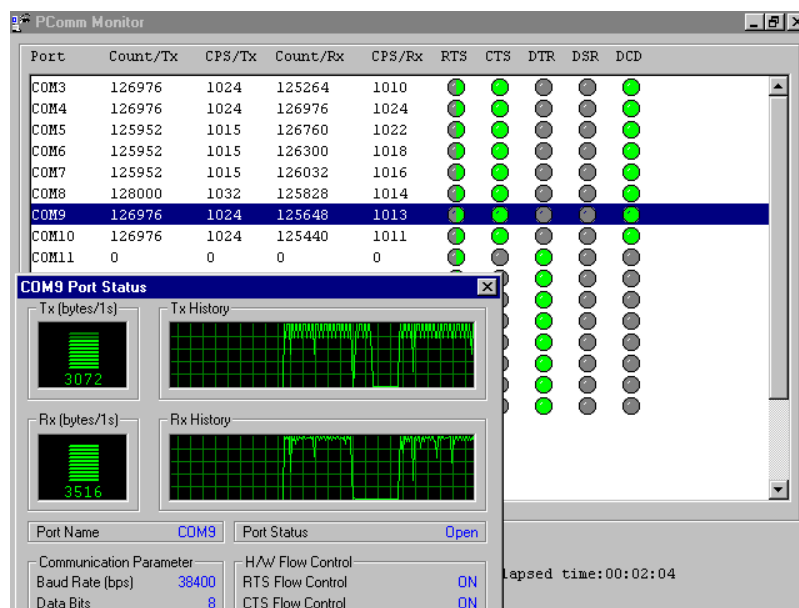 PComm Monitor
Port Count/Tx CPS/Tx Count/Rx CPS/Rx RTS CTS DTR DSR DCD
COM3 126976 1024 125264 1010
COM4 126976 1024 126976 1024
COM5 125952 1015 126760 1022
COM6 125952 1015 126300 1018
COM7 125952 1015 126032 1016
COM8 128000 1032 125828 1014
COM9 126976 1024 125648 1013
COM10 126976 1024 125440 1011
COM11 0 0 0 0
COM9 Port Status
Tx (bytes/1s) Tx History
3072
Rx (bytes/1s) Rx History
3516
Port Name COM9 Port Status Open
Communication Parameter H/W Flow Control
Baud Rate (bps) 38400 RTS Flow Control ON
lapsed time:00:02:04
Data Bits 8 CTS Flow Control ON